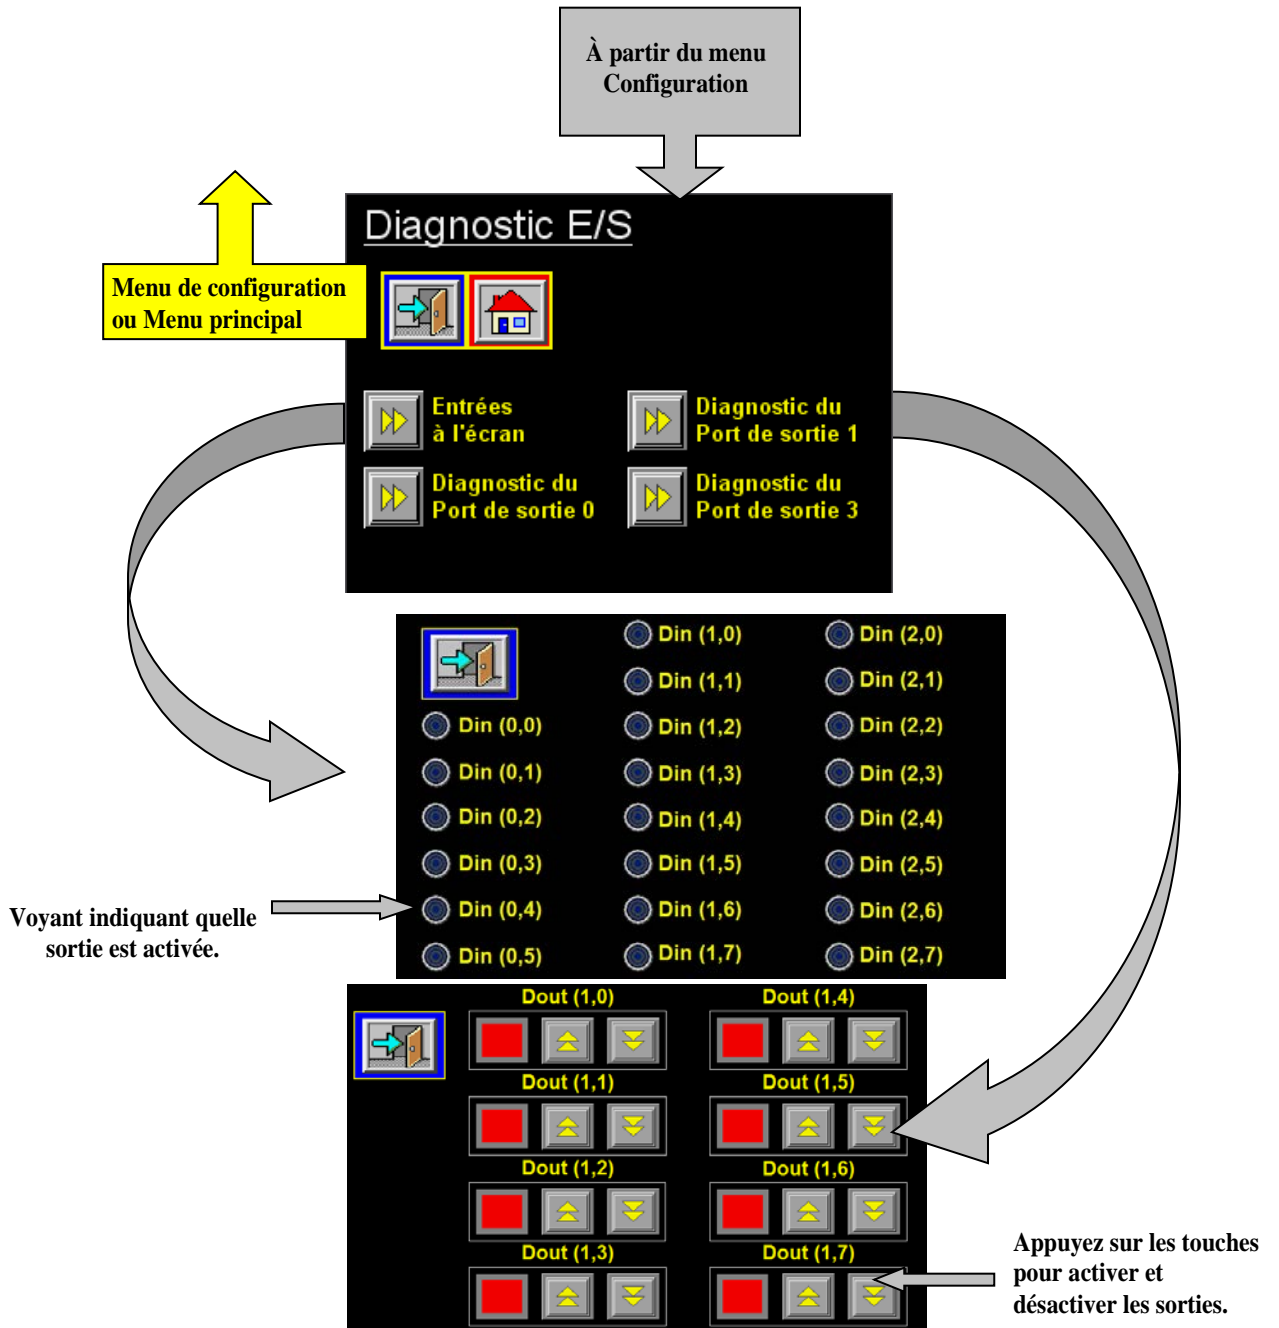 À partir du menu
Configuration
Diagnostic E/S
Menu de configuration
ou Menu principal
Entrées
à l'écran
Diagnostic du
Port de sortie 1
Diagnostic du
Port de sortie 0
Diagnostic du
Port de sortie 3
Din (0,0)
Din (0,1)
Din (0,2)
Din (0,3)
Din (0,4)
Din (0,5)
Din (1,0)
Din (1,1)
Din (1,2)
Din (1,3)
Din (1,4)
Din (1,5)
Din (1,6)
Din (1,7)
Din (2,0)
Din (2,1)
Din (2,2)
Din (2,3)
Din (2,4)
Din (2,5)
Din (2,6)
Din (2,7)
Voyant indiquant quelle
sortie est activée.
Dout (1,0)
Dout (1,4)
Dout (1,1)
Dout (1,5)
Dout (1,2)
Dout (1,6)
Dout (1,3)
Dout (1,7)
Appuyez sur les touches
pour activer et
désactiver les sorties.